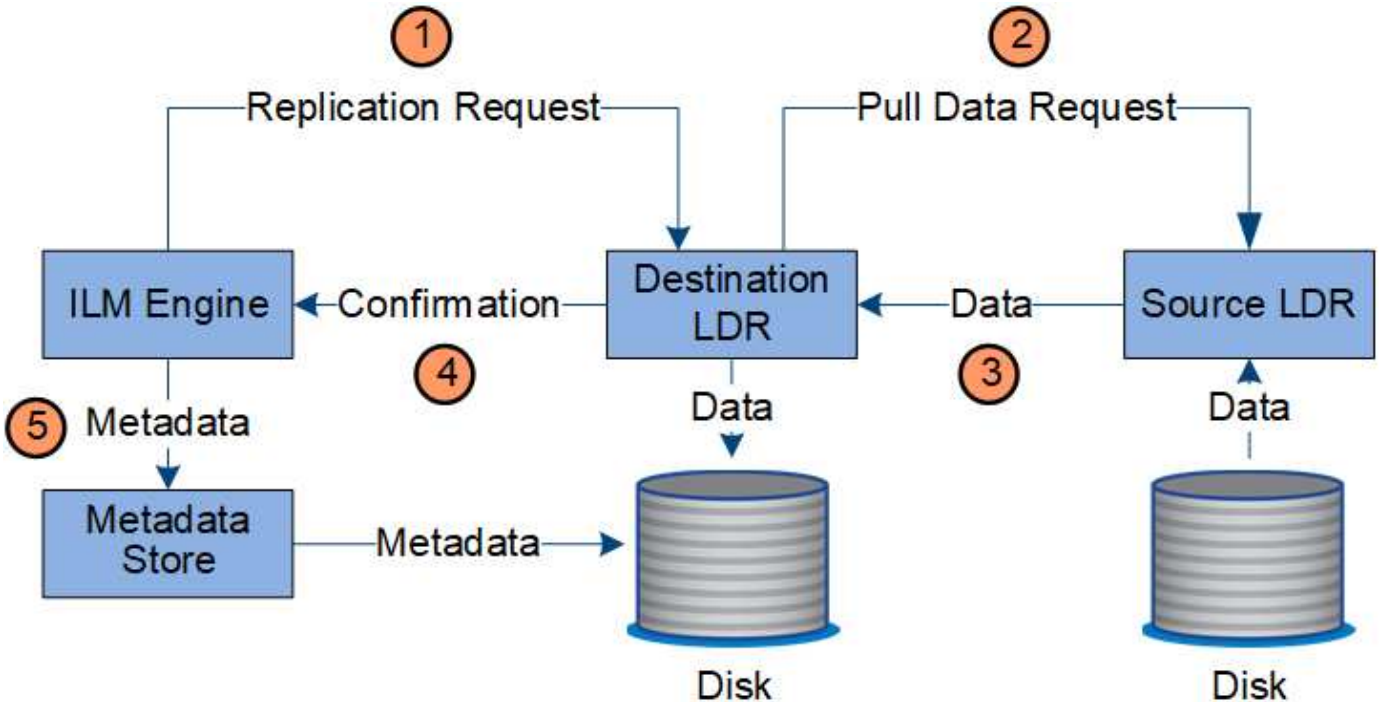 1
2
Replication Request
Pull Data Request
ILM Engine
Confirmation
Destination
LDR
Data
Source LDR
4
3
5
Metadata
Data
Data
Metadata
Store
Metadata
Disk
Disk